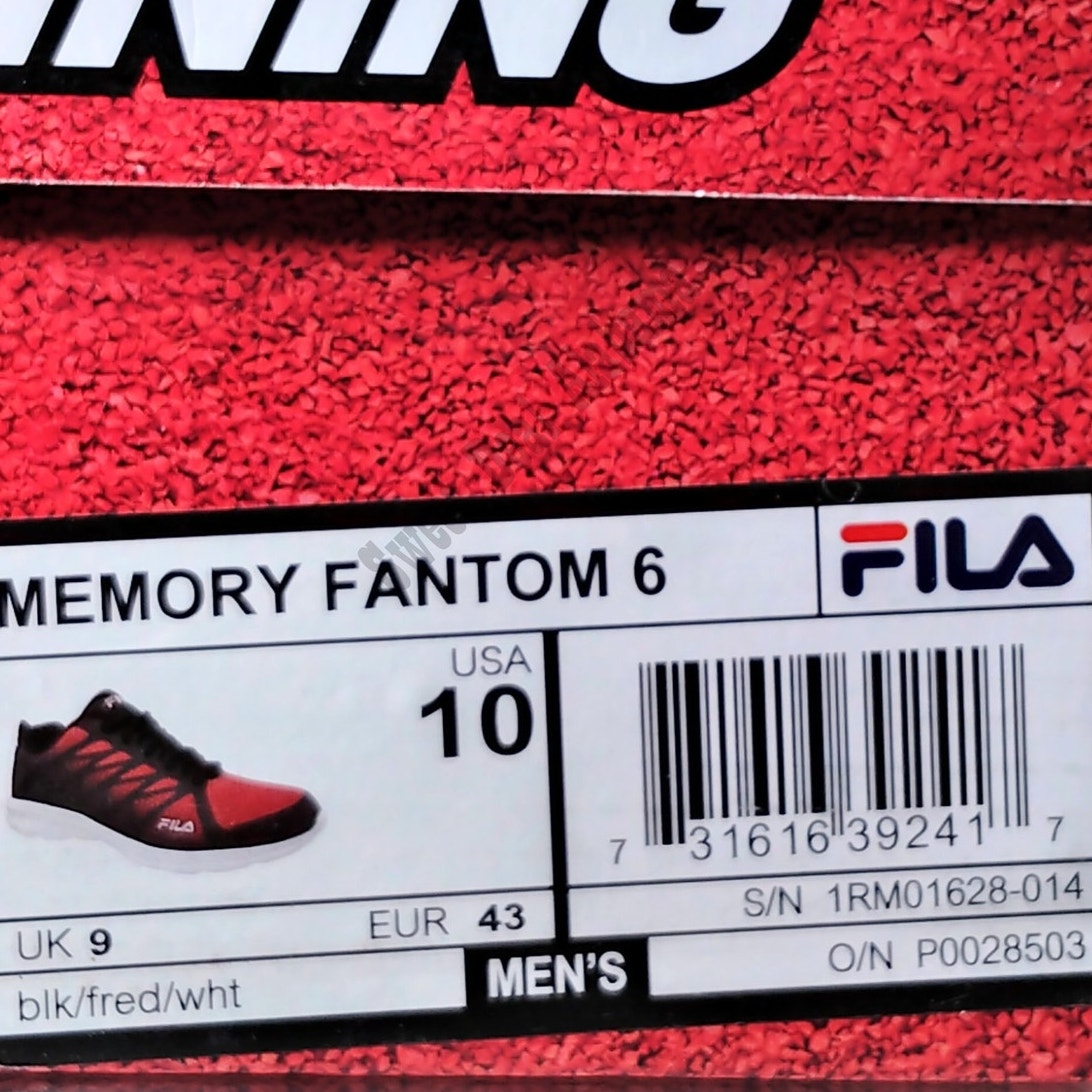 NING
MEMORY FANTOM 6
FILA
USA
10
FILA
7 31616 39241 7
S/N 1RM01628-014
UK 9
EUR 43
O/N P0028503
MEN'S
blk/fred/wht